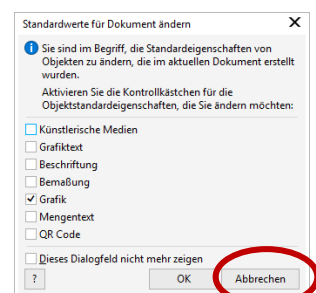 Standardwerte für Dokument ändern X
Sie sind im Begriff, die Standardeigenschaften von
Objekten zu ändern, die im aktuellen Dokument erstellt
wurden.
Aktivieren Sie die Kontrollkästchen für die
Objektstandardeigenschaften, die Sie ändern möchten:
Künstlerische Medien
Grafiktext
Beschriftung
Bemaßung
Grafik
Mengentext
QR Code
Dieses Dialogfeld nicht mehr zeigen
? OK Abbrechen